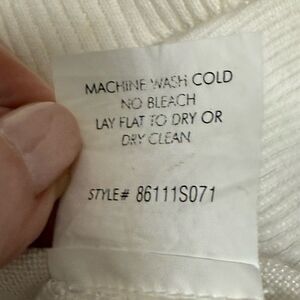 MACHINE WASH COLD
NO BLEACH
LAY FLAT TO DRY OR
DRY CLEAN
STYLE# 86111S071